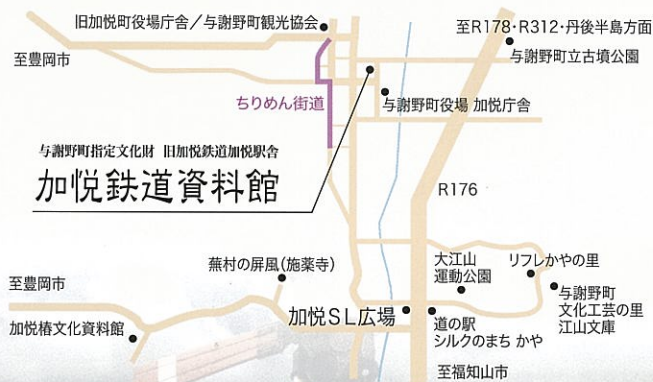 旧加悦町役場庁舎／与謝野町観光協会
至R178・R312・丹後半島方面
至豊岡市
与謝野町立古墳公園
ちりめん街道
与謝野町役場 加悦庁舎
与謝野町指定文化財 旧加悦鉄道加悦駅舎
加悦鉄道資料館
R176
蕪村の屏風（施薬寺）
大江山
運動公園
リフレかやの里
至豊岡市
加悦SL広場
与謝野町
文化工芸の里
江山文庫
加悦椿文化資料館
道の駅
シルクのまち かや
至福知山市